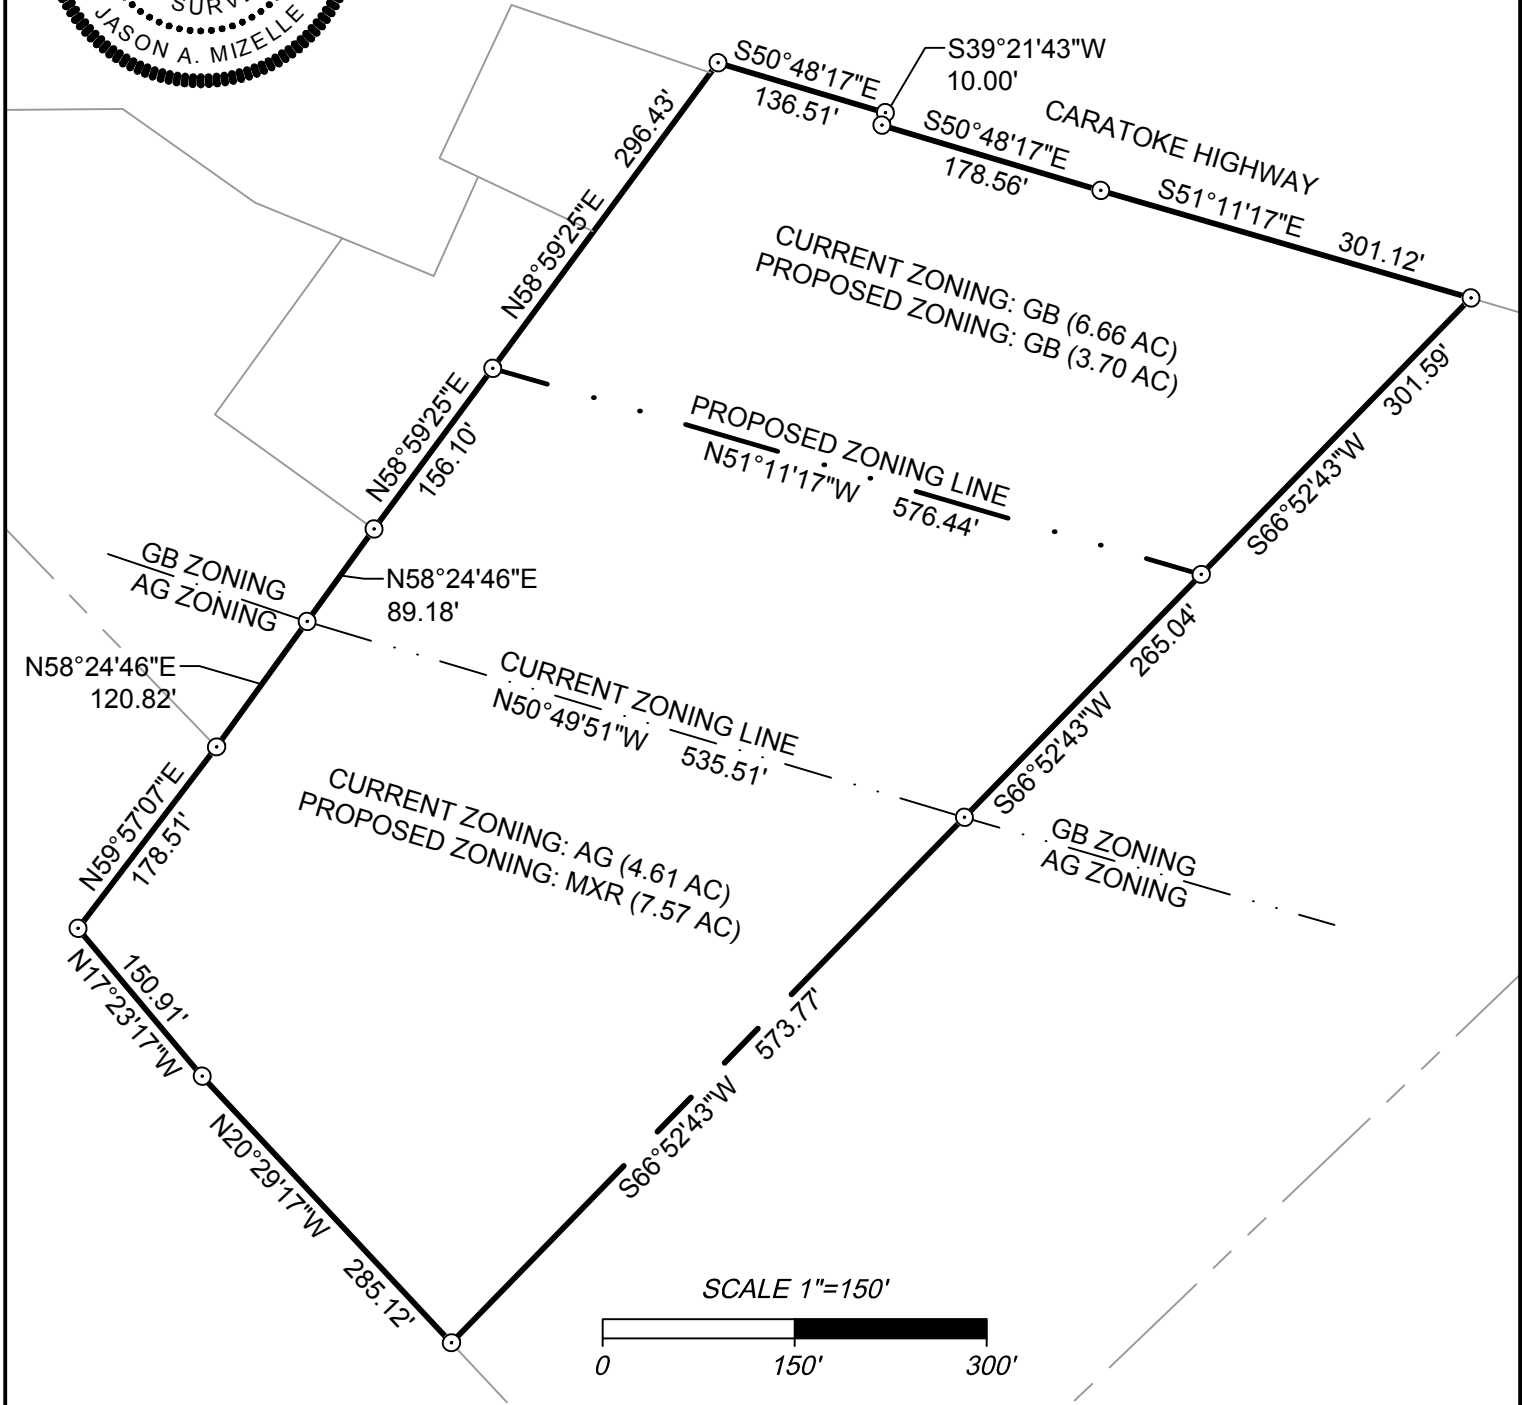 SURVE
JASON A. MIZELLE
S50°48'17"E
136.51'
S39°21'43"W
10.00'
S50°48'17"E
178.56'
CARATOKE HIGHWAY
S51°11'17"E 301.12'
N58°59'25"E 296.43'
CURRENT ZONING: GB (6.66 AC)
PROPOSED ZONING: GB (3.70 AC)
S66°52'43"W 301.59'
N58°59'25"E
156.10'
PROPOSED ZONING LINE
N51°11'17"W 576.44'
GB ZONING
AG ZONING
N58°24'46"E
89.18'
N58°24'46"E
120.82'
CURRENT ZONING LINE
N50°49'51"W 535.51'
S66°52'43"W 265.04'
N59°57'07"E
178.51'
CURRENT ZONING: AG (4.61 AC)
PROPOSED ZONING: MXR (7.57 AC)
GB ZONING
AG ZONING
150.91'
N17°23'17"W
S66°52'43"W 573.77'
N20°29'17"W 285.12'
SCALE 1"=150'
0 150' 300'